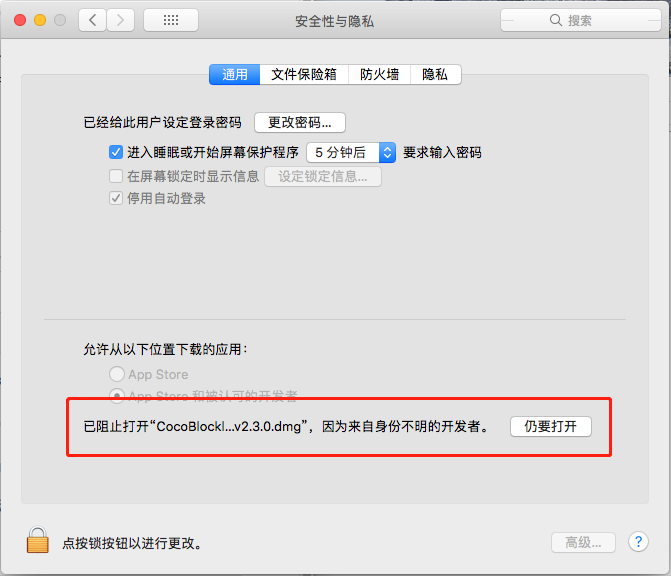 安全性与隐私
搜索
通用 文件保险箱 防火墙 隐私
已经给此用户设定登录密码 更改密码...
进入睡眠或开始屏幕保护程序 5 分钟后 要求输入密码
在屏幕锁定时显示信息 设定锁定信息...
停用自动登录
允许从以下位置下载的应用：
App Store
App Store 和被认可的开发者
已阻止打开“CocoBlockl...v2.3.0.dmg”，因为来自身份不明的开发者。 仍要打开
点按锁按钮以进行更改。 高级... ?